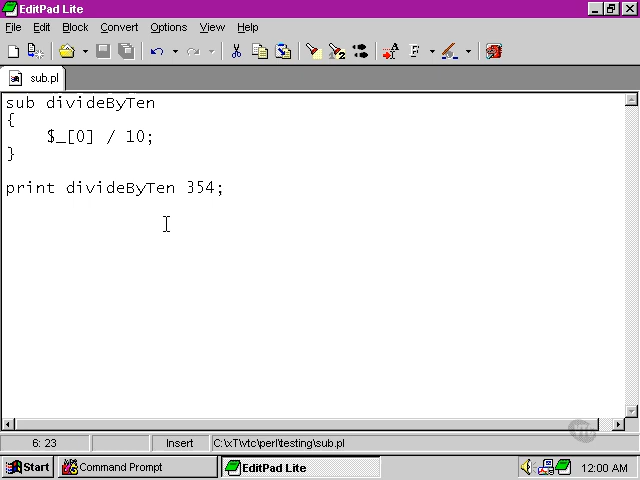 EditPad Lite
File Edit Block Convert Options View Help
sub.pl
sub divideByTen
{
    $_[0] / 10;
}
print divideByTen 354;
6: 23 Insert C:\xT\vtc\perl\testing\sub.pl
Start Command Prompt EditPad Lite 12:00 AM